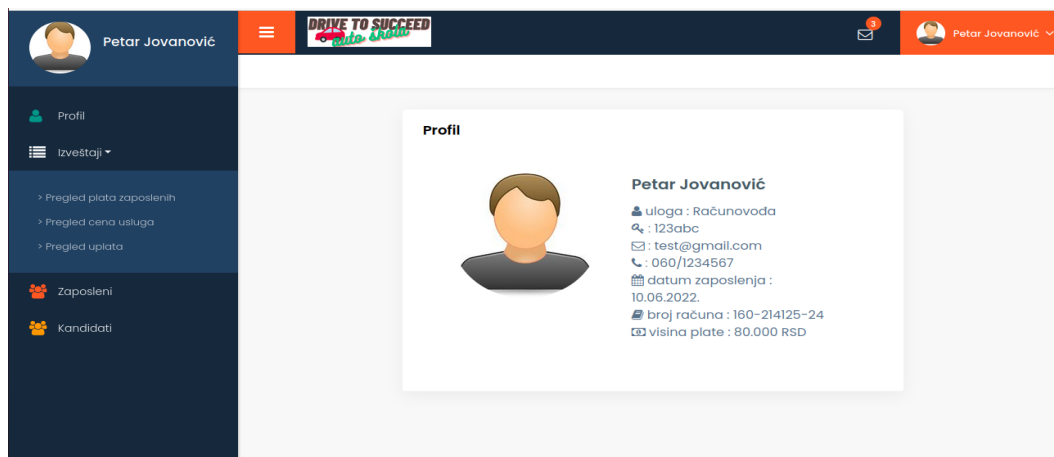 Petar Jovanović
DRIVE TO SUCCEED
auto škola
3
Petar Jovanović
Profil
Izveštaji
> Pregled plata zaposlenih
> Pregled cena usluga
> Pregled uplata
Zaposleni
Kandidati
Profil
Petar Jovanović
uloga : Računovođa
: 123abc
: test@gmail.com
: 060/1234567
datum zaposlenja :
10.06.2022.
broj računa : 160-214125-24
visina plate : 80.000 RSD